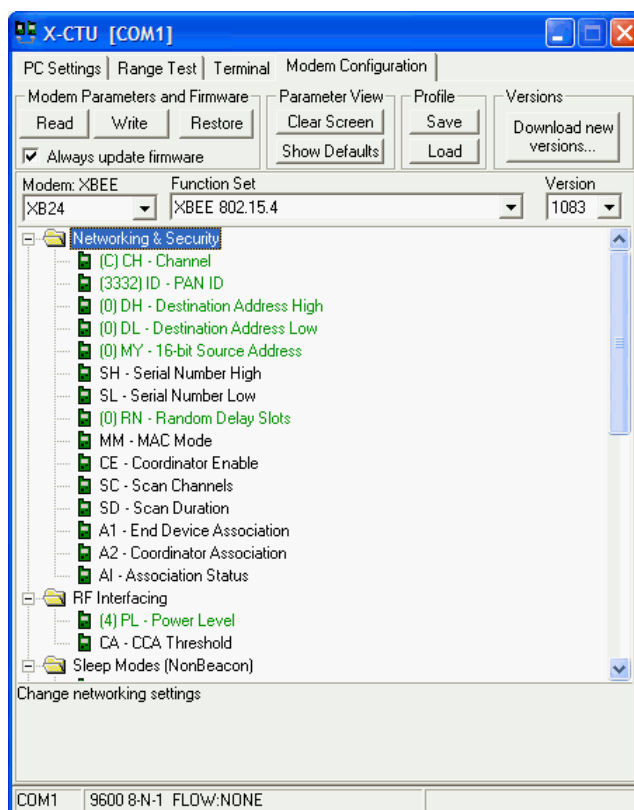 X-CTU [COM1]
PC Settings Range Test Terminal Modem Configuration
Modem Parameters and Firmware Parameter View Profile Versions
Read Write Restore Clear Screen Save Download new versions...
Always update firmware Show Defaults Load
Modem: XBEE Function Set Version
XB24 XBEE 802.15.4 1083
Networking & Security
(C) CH - Channel
(3332) ID - PAN ID
(0) DH - Destination Address High
(0) DL - Destination Address Low
(0) MY - 16-bit Source Address
SH - Serial Number High
SL - Serial Number Low
(0) RN - Random Delay Slots
MM - MAC Mode
CE - Coordinator Enable
SC - Scan Channels
SD - Scan Duration
A1 - End Device Association
A2 - Coordinator Association
AI - Association Status
RF Interfacing
(4) PL - Power Level
CA - CCA Threshold
Sleep Modes (NonBeacon)
Change networking settings
COM1 9600 8-N-1 FLOW:NONE